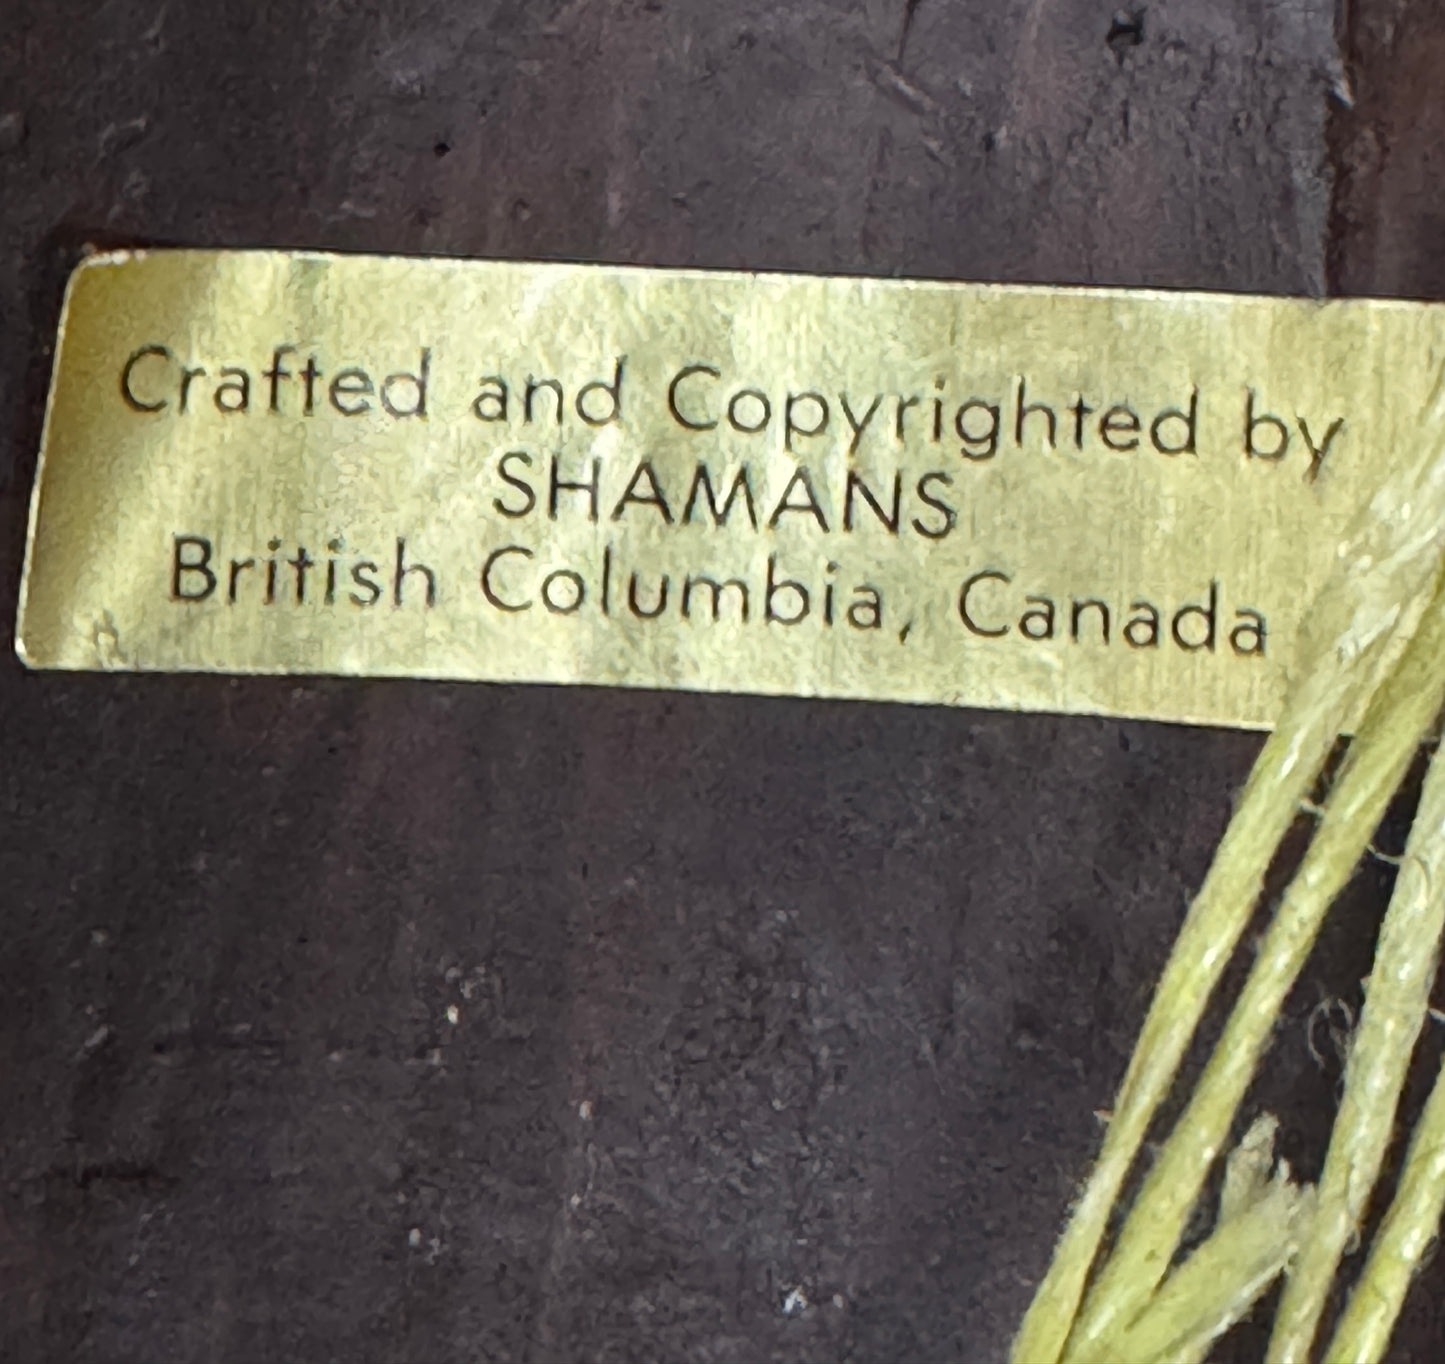 Crafted and Copyrighted by
SHAMANS
British Columbia, Canada